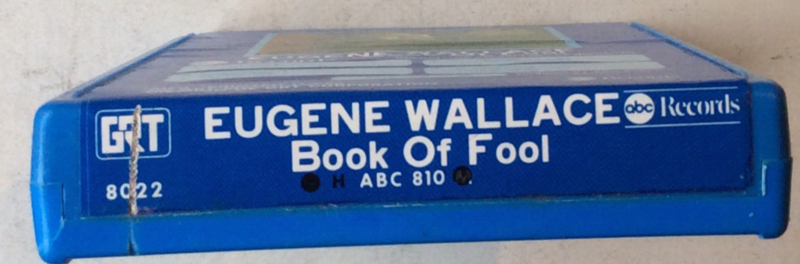 GRT
EUGENE WALLACE
abc Records
Book Of Fool
8022
H ABC 810